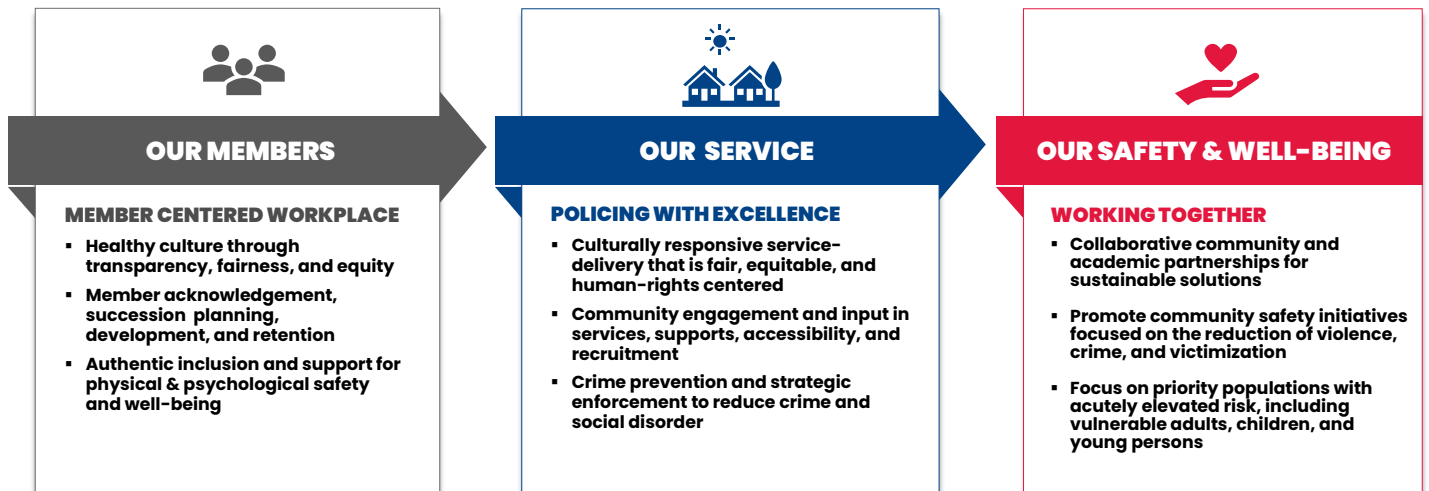 OUR MEMBERS
MEMBER CENTERED WORKPLACE
▪ Healthy culture through
transparency, fairness, and equity
▪ Member acknowledgement,
succession planning,
development, and retention
▪ Authentic inclusion and support for
physical & psychological safety
and well-being
OUR SERVICE
POLICING WITH EXCELLENCE
▪ Culturally responsive service-
delivery that is fair, equitable, and
human-rights centered
▪ Community engagement and input in
services, supports, accessibility, and
recruitment
▪ Crime prevention and strategic
enforcement to reduce crime and
social disorder
OUR SAFETY & WELL-BEING
WORKING TOGETHER
▪ Collaborative community and
academic partnerships for
sustainable solutions
▪ Promote community safety initiatives
focused on the reduction of violence,
crime, and victimization
▪ Focus on priority populations with
acutely elevated risk, including
vulnerable adults, children, and
young persons